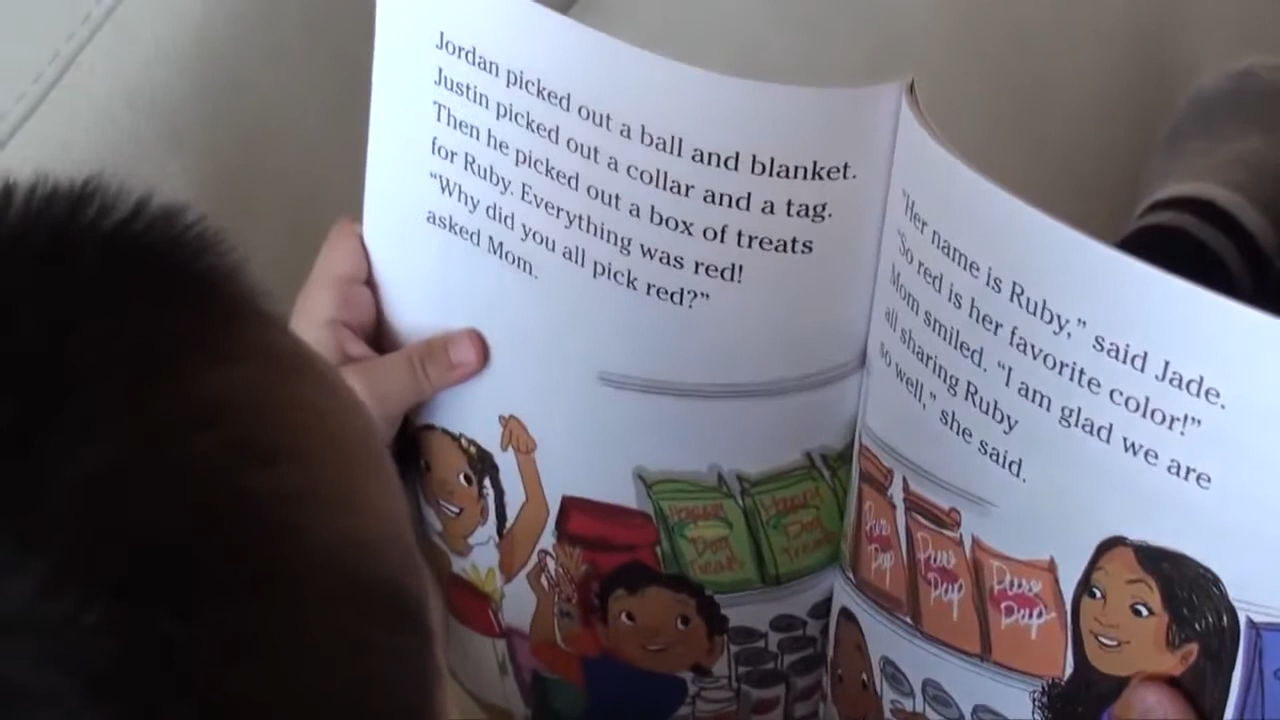 Jordan picked out a ball and blanket.
Justin picked out a collar and a tag.
Then he picked out a box of treats
for Ruby. Everything was red!
“Why did you all pick red?”
asked Mom.
“Her name is Ruby,” said Jade.
“So red is her favorite color!”
Mom smiled. “I am glad we are
all sharing Ruby
so well,” she said.
Happy
Dog
Treats
Happy
Dog
Treats
Pure
Pup
Pure
Pup
Pure
Pup